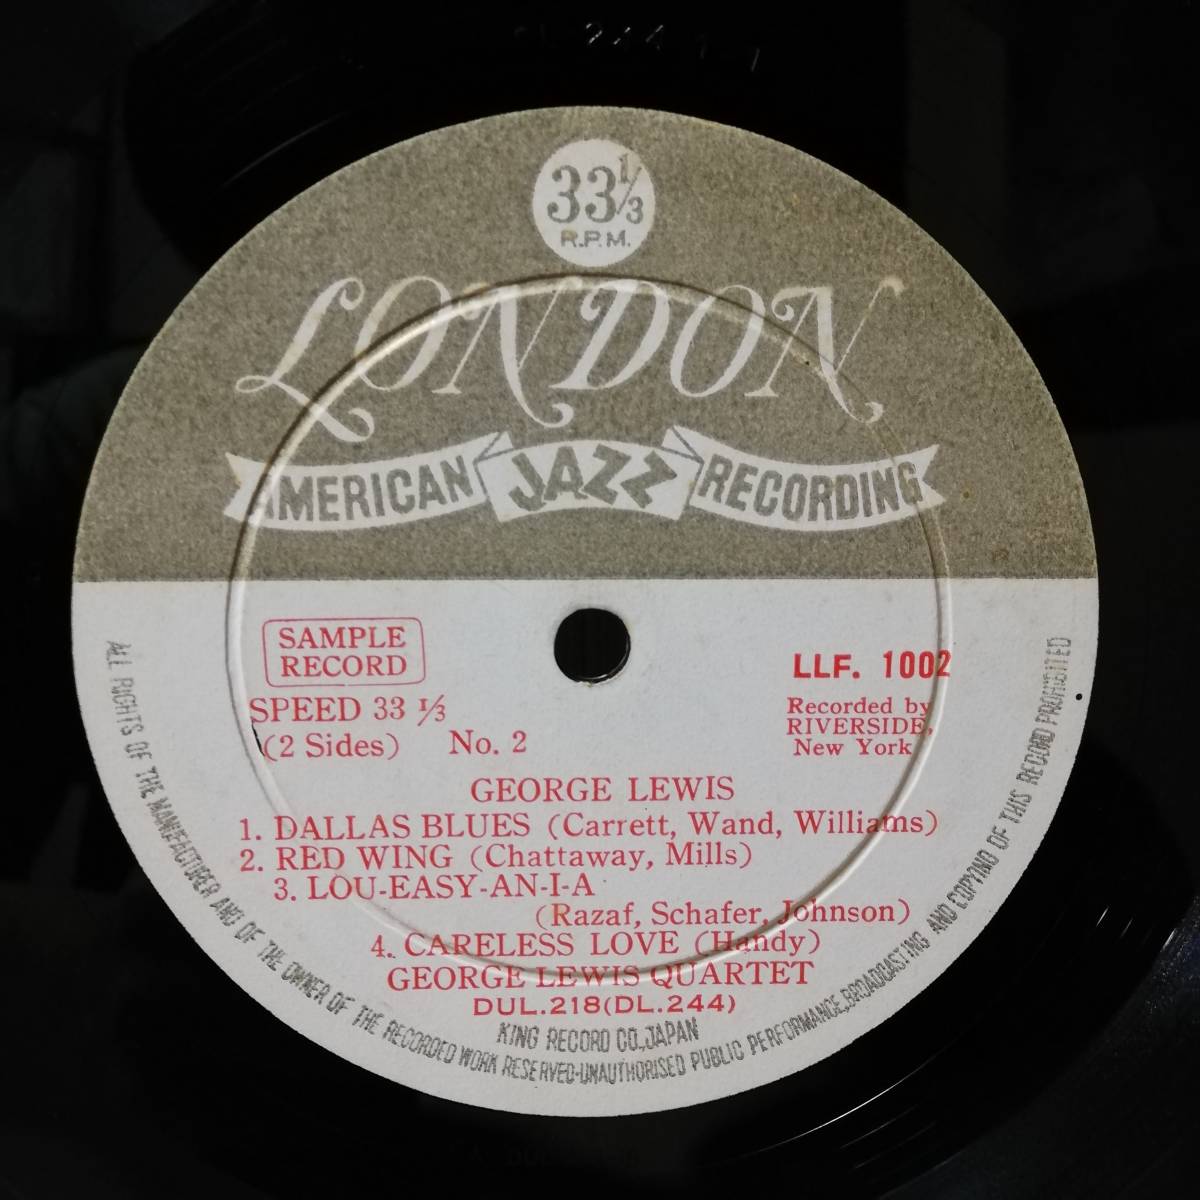 33 1/3
R.P.M.
LONDON
AMERICAN JAZZ RECORDING
SAMPLE
RECORD
LLF. 1002
SPEED 33 1/3
(2 Sides) No. 2
Recorded by
RIVERSIDE,
New York
GEORGE LEWIS
1. DALLAS BLUES (Carrett, Wand, Williams)
2. RED WING (Chattaway, Mills)
3. LOU-EASY-AN-I-A
(Razaf, Schafer, Johnson)
4. CARELESS LOVE (Handy)
GEORGE LEWIS QUARTET
DUL.218(DL.244)
KING RECORD CO.,JAPAN
ALL RIGHTS OF THE MANUFACTURER AND OF THE OWNER OF THE RECORDED WORK RESERVED-UNAUTHORISED PUBLIC PERFORMANCE,BROADCASTING AND COPYING OF THIS RECORD PROHIBITED